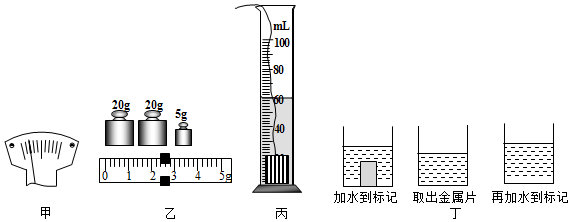 20g 20g 5g
0 1 2 3 4 5g
mL
100
80
60
40
加水到标记 取出金属片 再加水到标记
甲 乙 丙 丁